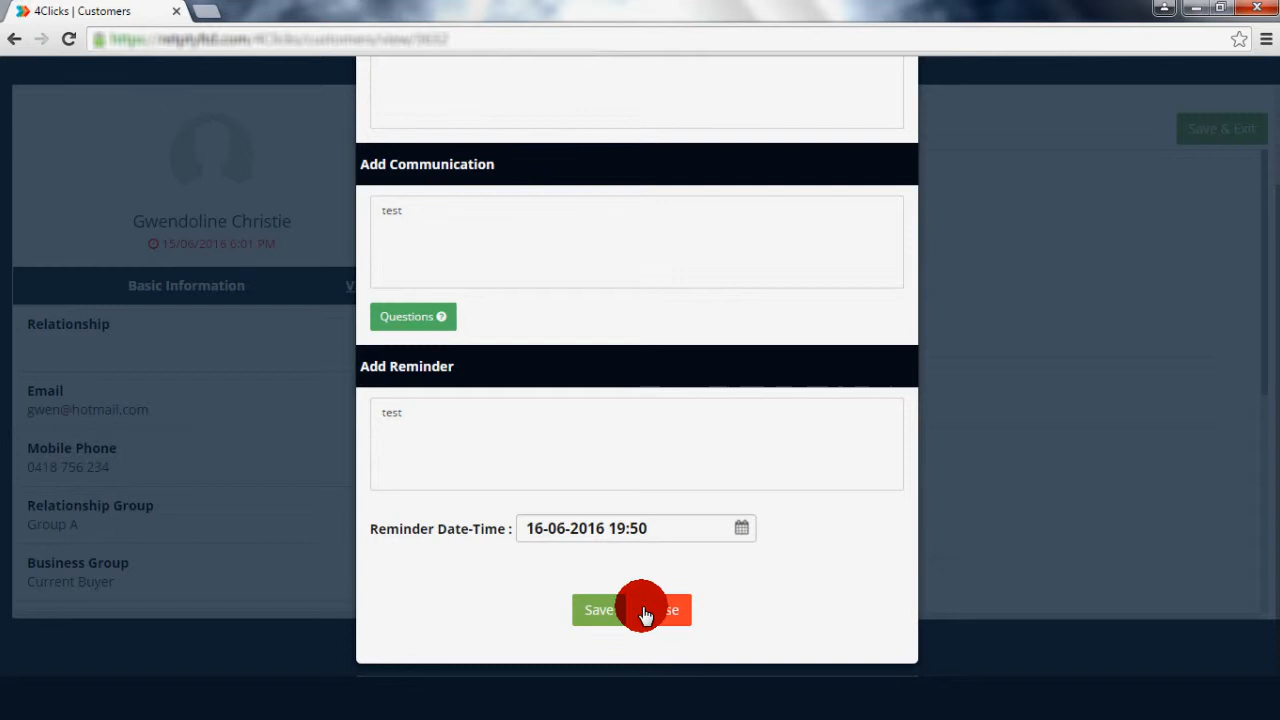 4Clicks | Customers
Save & Exit
Add Communication
test
Questions
Gwendoline Christie
15/06/2016 6:01 PM
Basic Information
Relationship
Email
gwen@hotmail.com
Mobile Phone
0418 756 234
Relationship Group
Group A
Business Group
Current Buyer
Add Reminder
test
Reminder Date-Time :
16-06-2016 19:50
Save